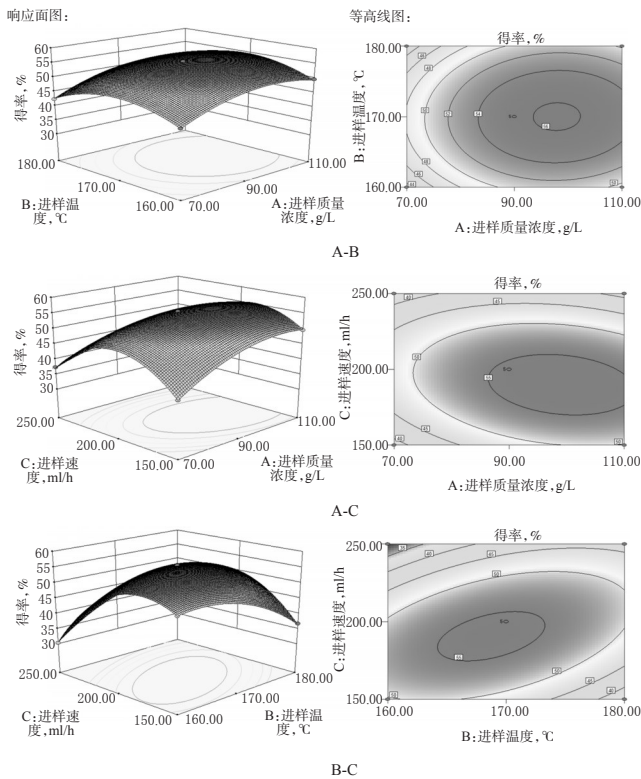 响应面图:
等高线图:
得率,%
60
55
50
45
40
35
30
180.00
170.00
160.00
B:进样温
度,℃
70.00
90.00
110.00
A:进样质量
浓度,g/L
得率,%
B:进样温度,℃
180.00
170.00
160.00
70.00
90.00
110.00
A:进样质量浓度,g/L
A-B
得率,%
60
55
50
45
40
35
30
250.00
200.00
150.00
C:进样速
度,ml/h
70.00
90.00
110.00
A:进样质量
浓度,g/L
得率,%
C:进样速度,ml/h
250.00
200.00
150.00
70.00
90.00
110.00
A:进样质量浓度,g/L
A-C
得率,%
60
55
50
45
40
35
30
250.00
200.00
150.00
C:进样速
度,ml/h
160.00
170.00
180.00
B:进样温
度,℃
得率,%
C:进样速度,ml/h
250.00
200.00
150.00
160.00
170.00
180.00
B:进样温度,℃
B-C